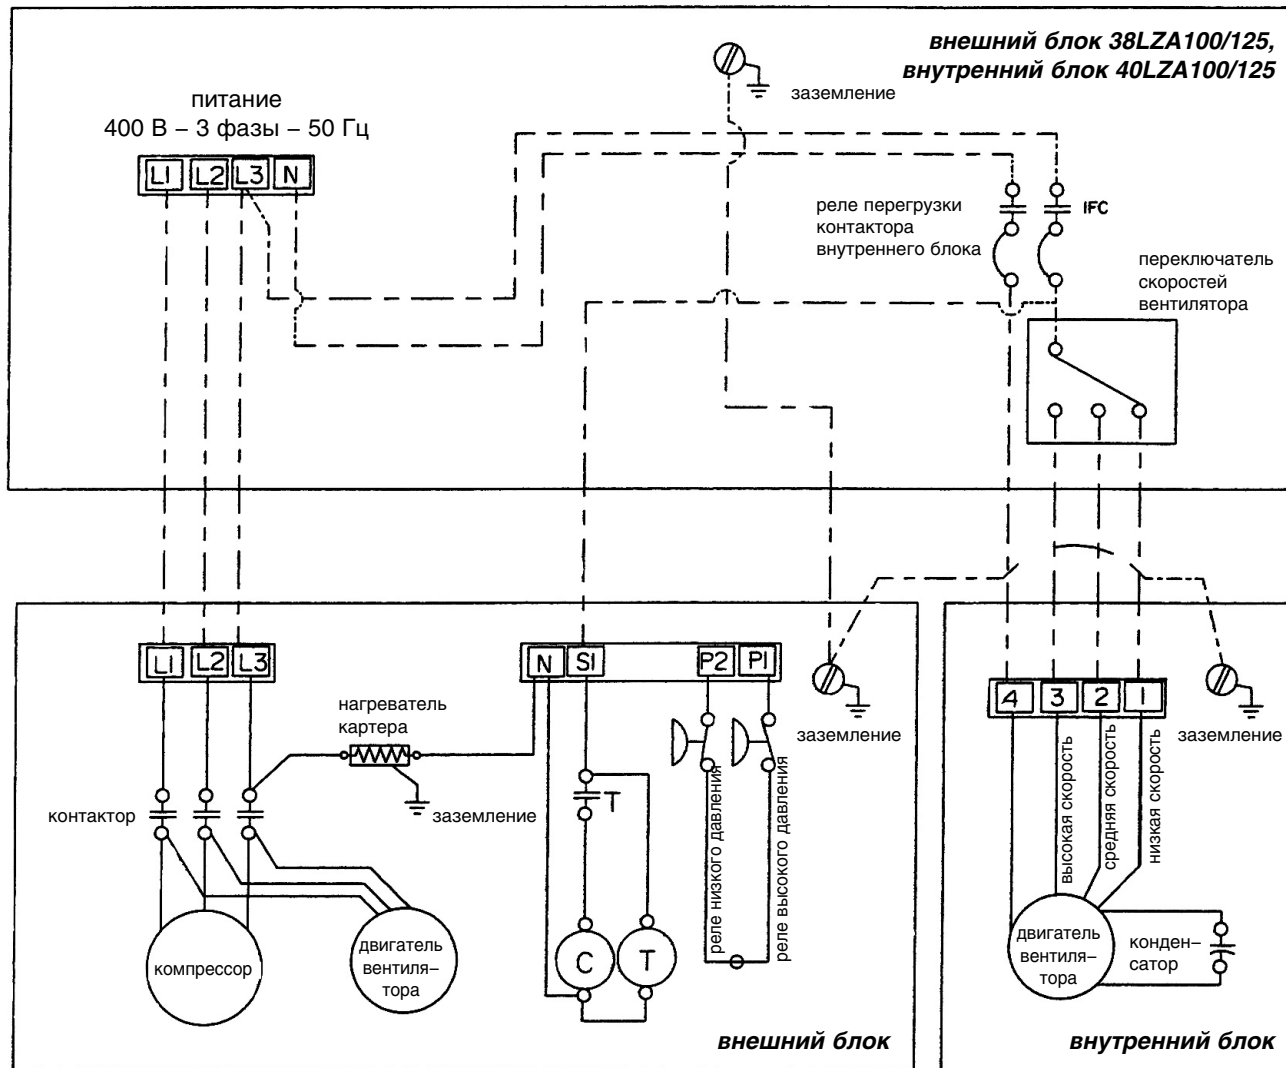 внешний блок 38LZA100/125,
внутренний блок 40LZA100/125
заземление
питание
400 В – 3 фазы – 50 Гц
L1 L2 L3 N
реле перегрузки
контактора
внутреннего блока
IFC
переключатель
скоростей
вентилятора
L1 L2 L3
N S1 P2 P1
4 3 2 1
нагреватель
картера
заземление
заземление
контактор
заземление
T
реле низкого давления
реле высокого давления
высокая скорость
средняя скорость
низкая скорость
компрессор
двигатель
вентиля–
тора
C
T
двигатель
вентиля–
тора
конден–
сатор
внешний блок
внутренний блок